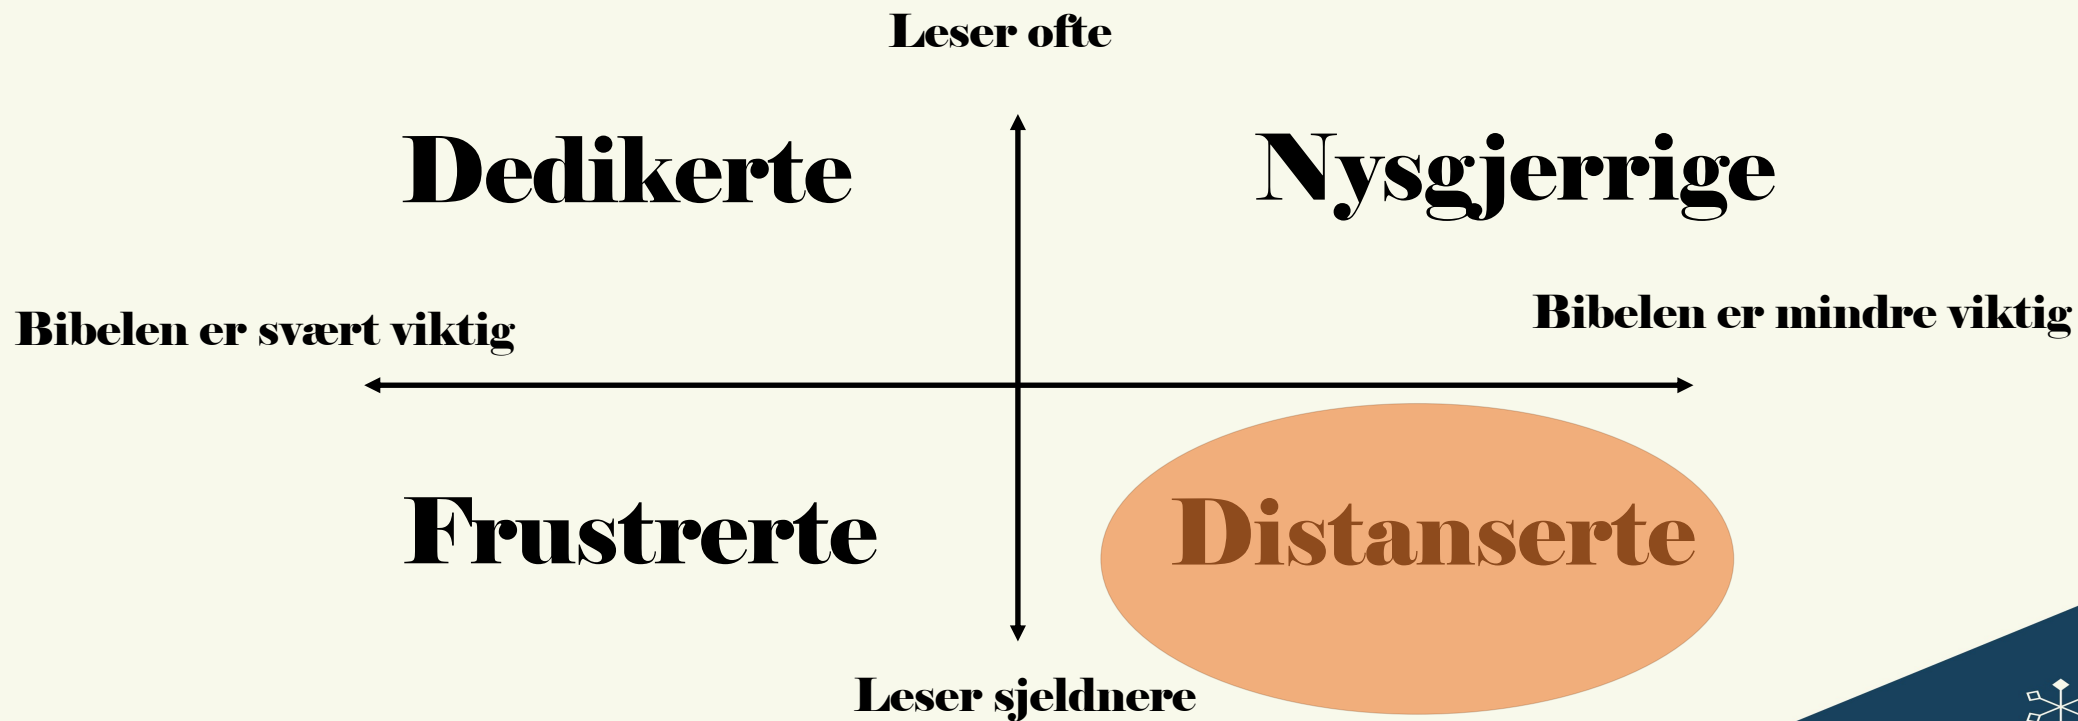 Leser ofte
Dedikerte
Nysgjerrige
Bibelen er svært viktig
Bibelen er mindre viktig
Frustrerte
Distanserte
Leser sjeldnere